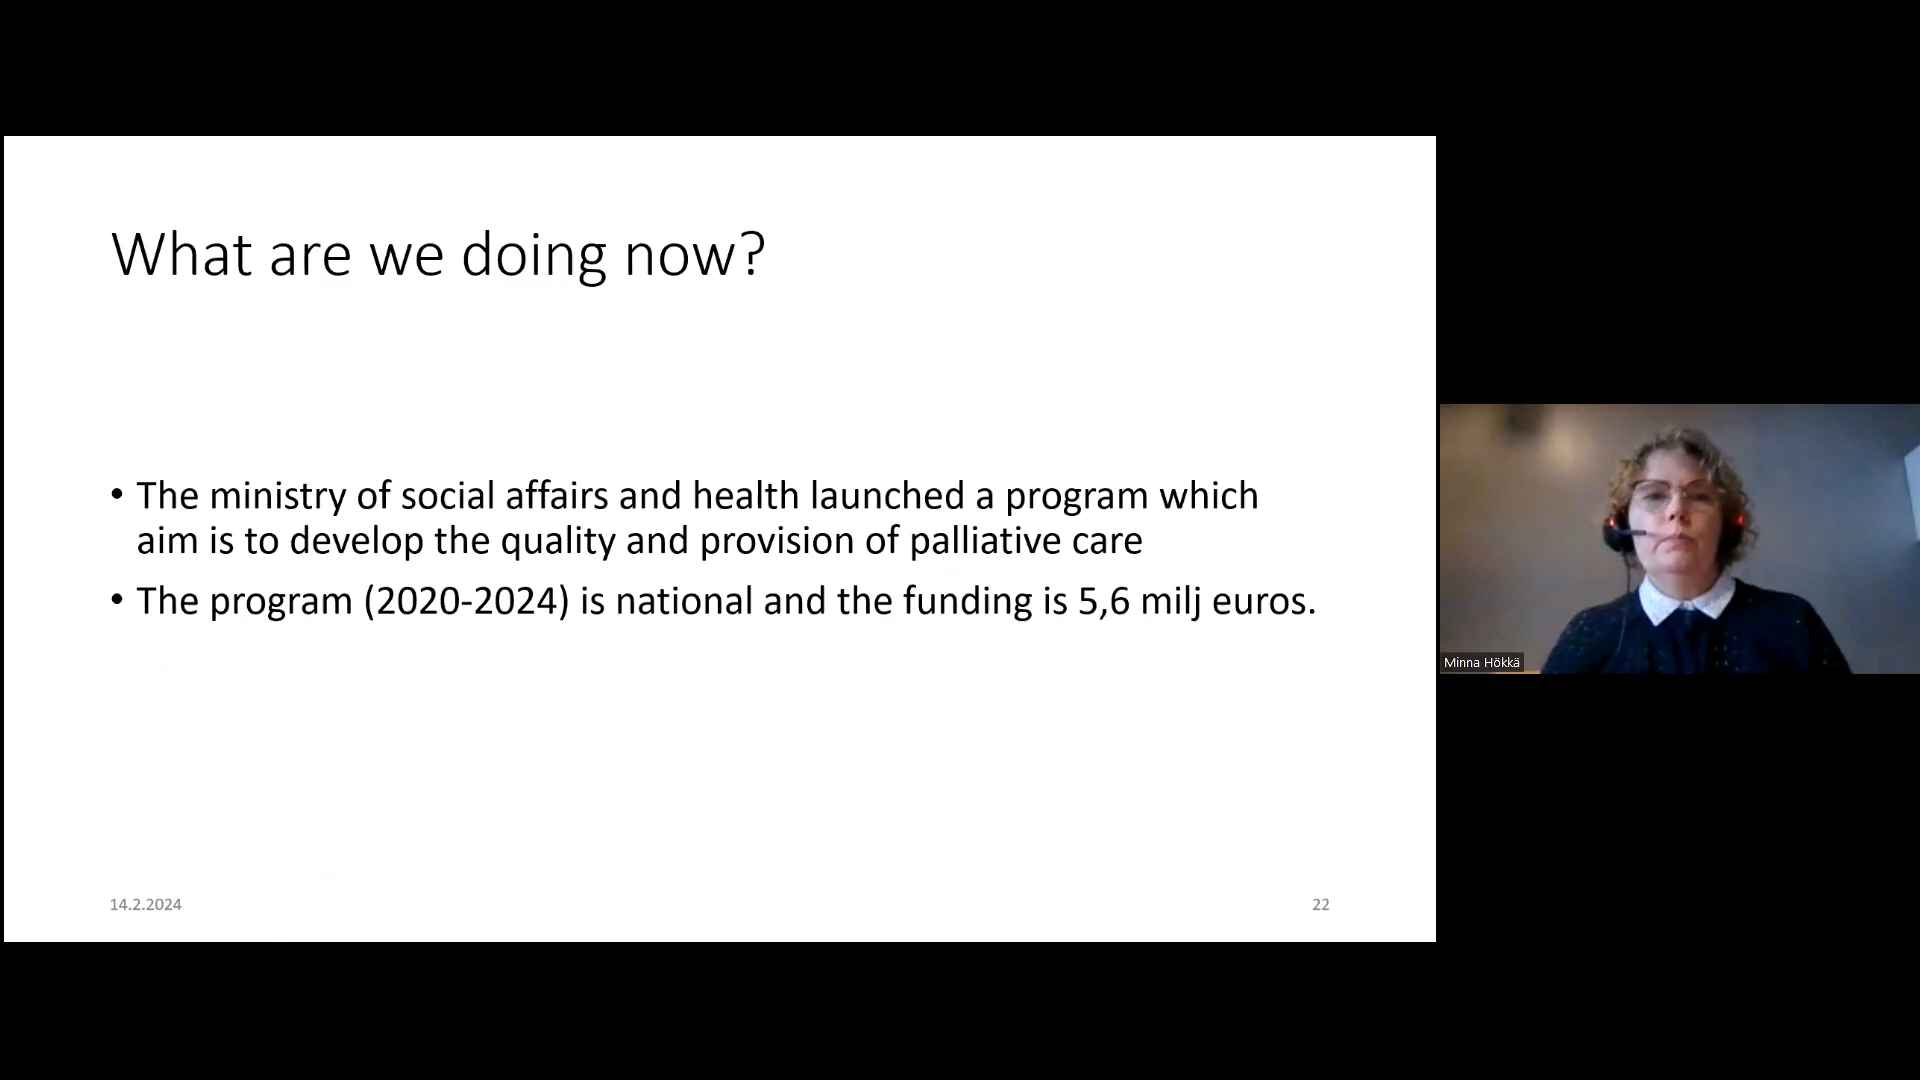 What are we doing now?
• The ministry of social affairs and health launched a program which
aim is to develop the quality and provision of palliative care
• The program (2020-2024) is national and the funding is 5,6 milj euros.
Minna Hökkä
14.2.2024
22